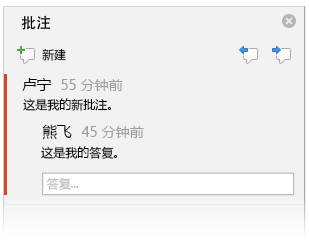 批注
新建
卢宁 55 分钟前
这是我的新批注。
熊飞 45 分钟前
这是我的答复。
答复...